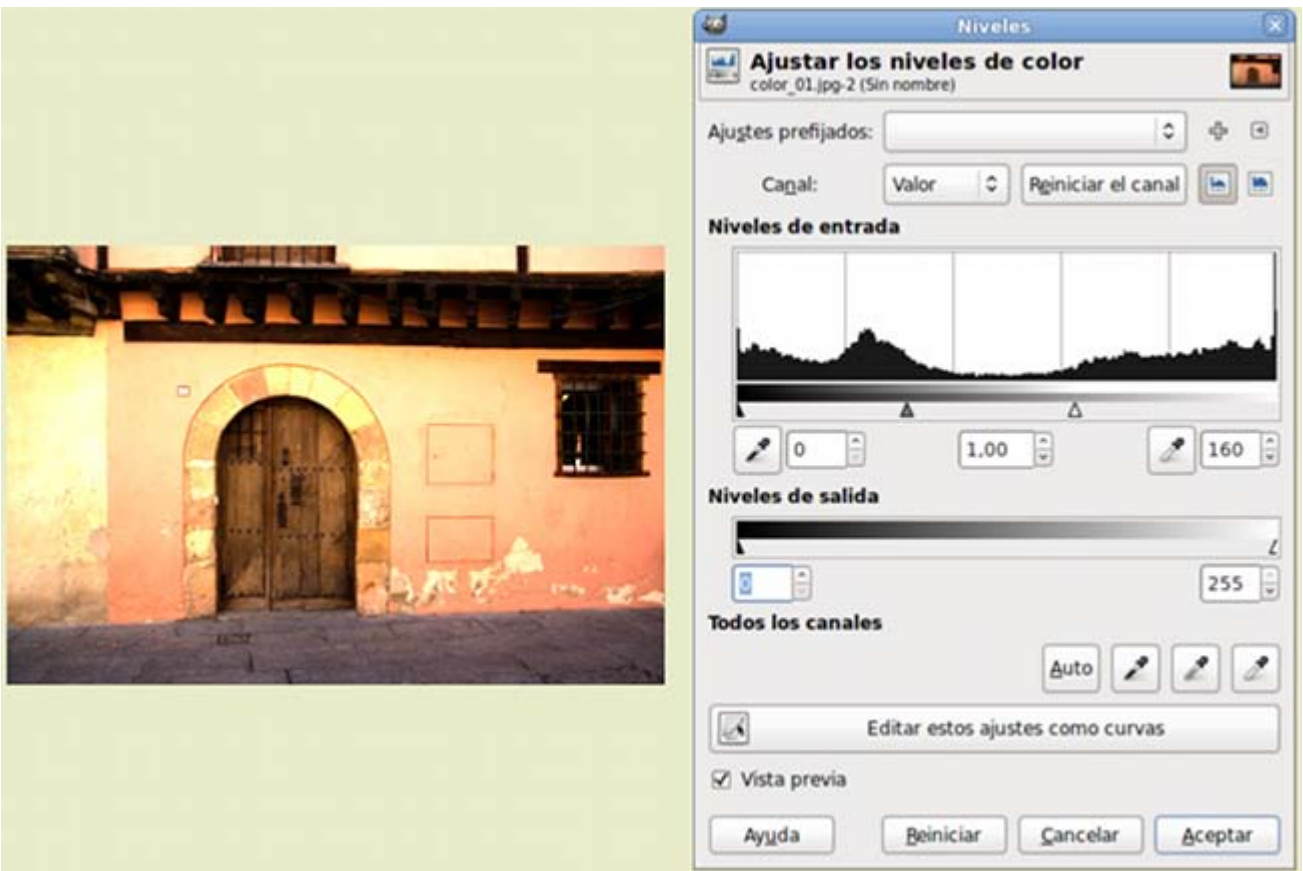 Niveles
Ajustar los niveles de color
color_01.jpg-2 (Sin nombre)
Ajustes prefijados:
Canal: Valor Reiniciar el canal
Niveles de entrada
0 1,00 160
Niveles de salida
0 255
Todos los canales
Auto
Editar estos ajustes como curvas
Vista previa
Ayuda Reiniciar Cancelar Aceptar